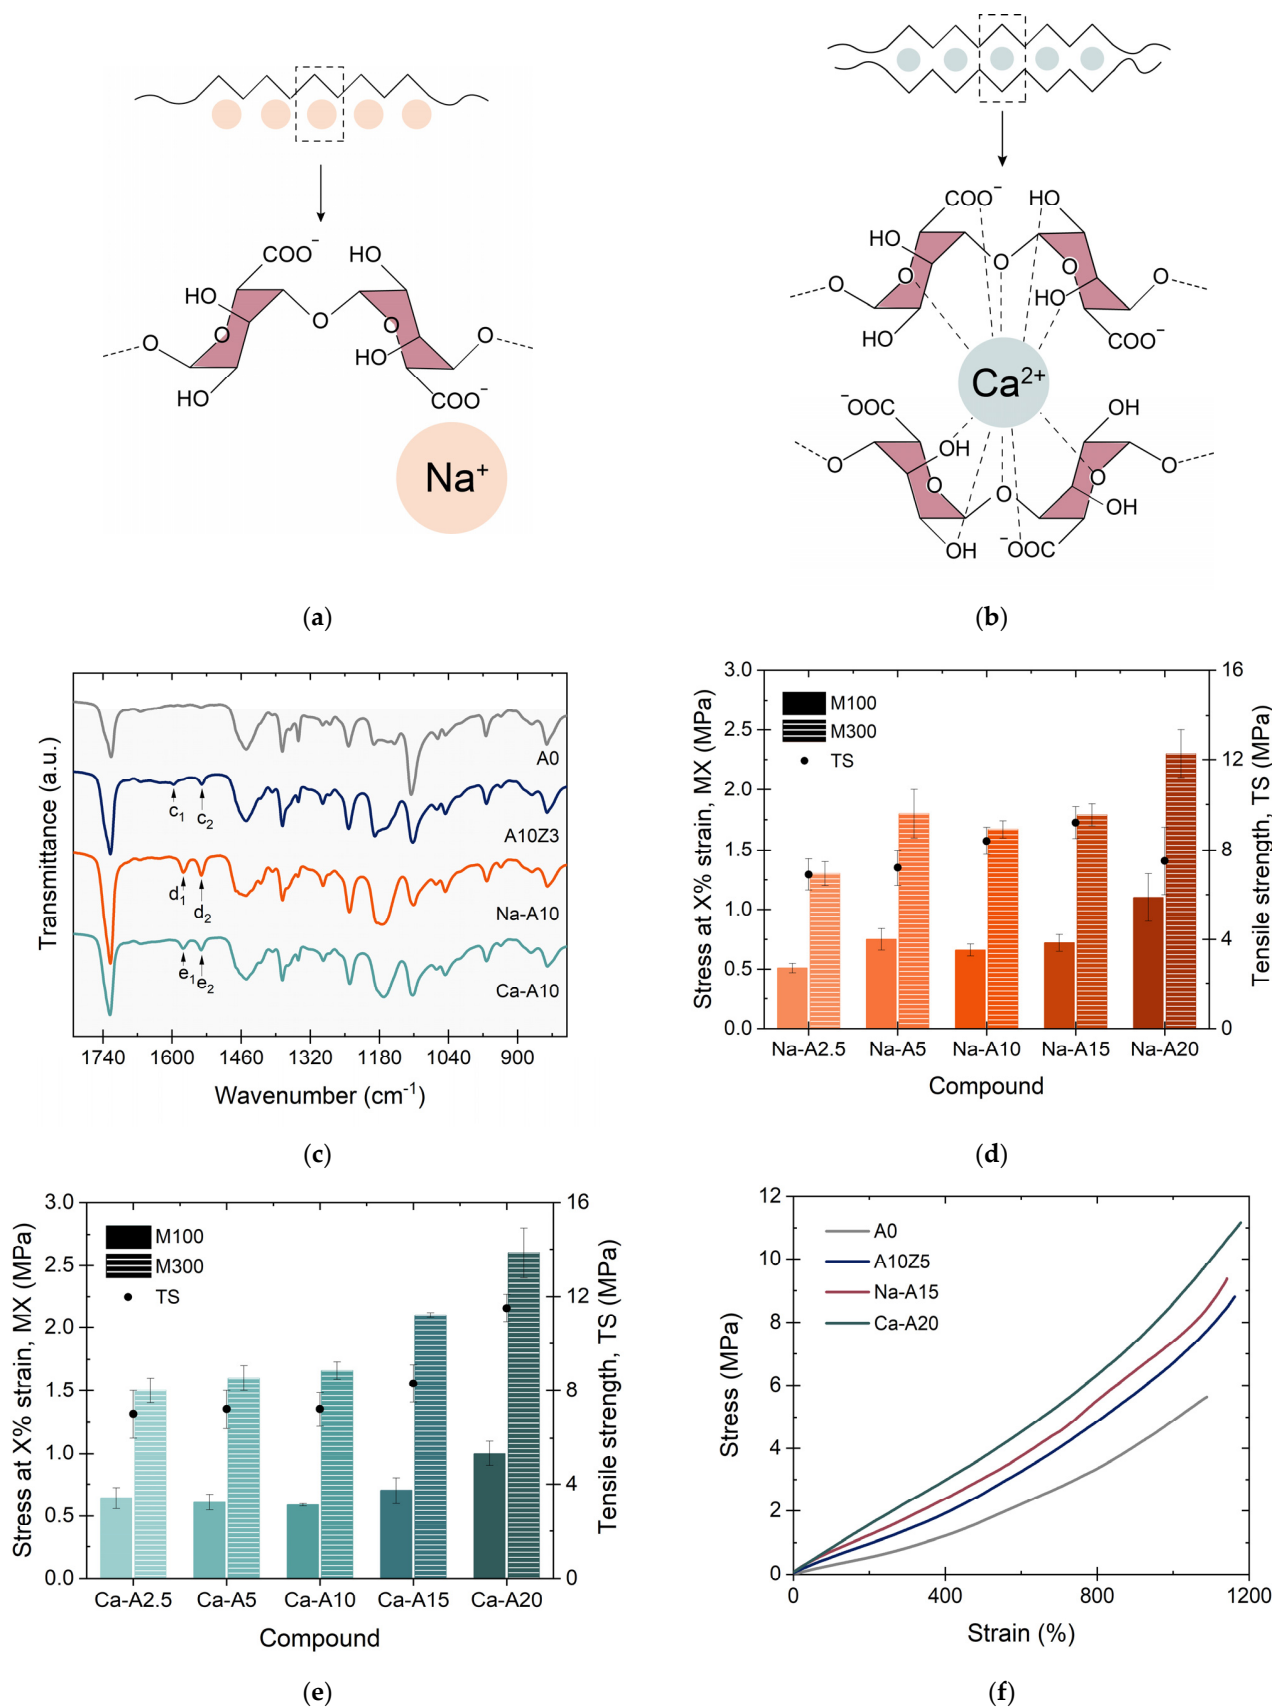 COO⁻
HO
HO
O
O
O
O
O
HO
HO
COO⁻
Na⁺
(a)
COO⁻
HO
HO
O
O
O
O
O
HO
HO
COO⁻
Ca²⁺
⁻OOC
OH
OH
O
O
O
O
O
OH
OH
⁻OOC
(b)
Transmittance (a.u.)
A0
c₁
c₂
A10Z3
d₁
d₂
Na-A10
e₁
e₂
Ca-A10
1740 1600 1460 1320 1180 1040 900
Wavenumber (cm⁻¹)
(c)
Stress at X% strain, MX (MPa)
3.0
2.5
2.0
1.5
1.0
0.5
0.0
M100
M300
TS
16
12
8
4
0
Tensile strength, TS (MPa)
Na-A2.5 Na-A5 Na-A10 Na-A15 Na-A20
Compound
(d)
Stress at X% strain, MX (MPa)
3.0
2.5
2.0
1.5
1.0
0.5
0.0
M100
M300
TS
16
12
8
4
0
Tensile strength, TS (MPa)
Ca-A2.5 Ca-A5 Ca-A10 Ca-A15 Ca-A20
Compound
(e)
Stress (MPa)
12
10
8
6
4
2
0
A0
A10Z5
Na-A15
Ca-A20
0 400 800 1200
Strain (%)
(f)